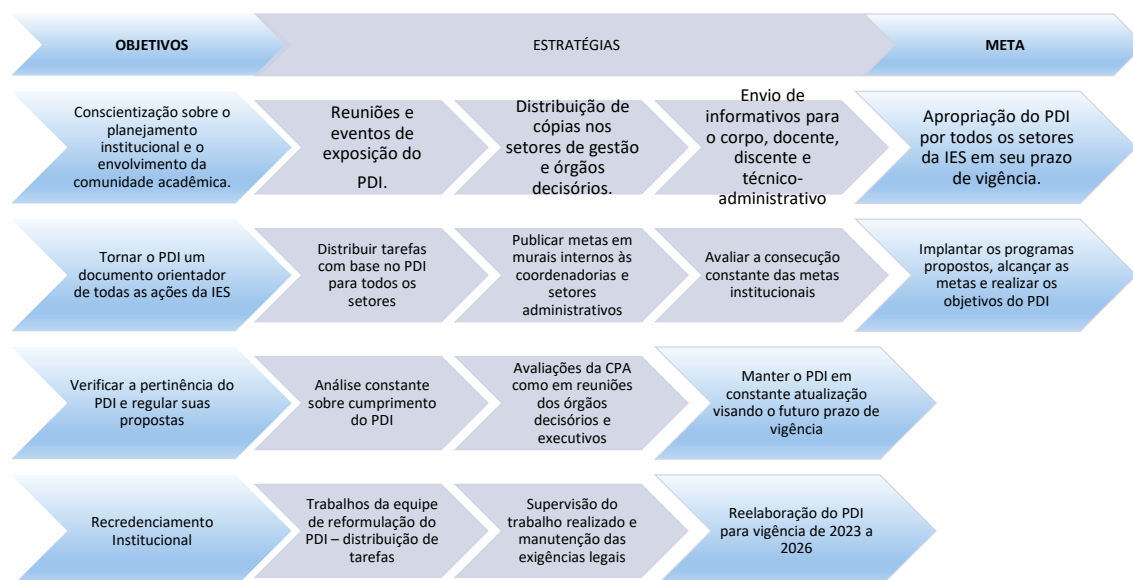 OBJETIVOS
ESTRATÉGIAS
META
Conscientização sobre o
planejamento
institucional e o
envolvimento da
comunidade acadêmica.
Reuniões e
eventos de
exposição do
PDI.
Distribuição de
cópias nos
setores de gestão
e órgãos
decisórios.
Envio de
informativos para
o corpo, docente,
discente e
técnico-
administrativo
Apropriação do PDI
por todos os setores
da IES em seu prazo
de vigência.
Tornar o PDI um
documento orientador
de todas as ações da IES
Distribuir tarefas
com base no PDI
para todos os
setores
Publicar metas em
murais internos às
coordenadorias e
setores
administrativos
Avaliar a consecução
constante das metas
institucionais
Implantar os programas
propostos, alcançar as
metas e realizar os
objetivos do PDI
Verificar a pertinência do
PDI e regular suas
propostas
Análise constante
sobre cumprimento
do PDI
Avaliações da CPA
como em reuniões
dos órgãos
decisórios e
executivos
Manter o PDI em
constante atualização
visando o futuro prazo de
vigência
Recredenciamento
Institucional
Trabalhos da equipe
de reformulação do
PDI – distribuição de
tarefas
Supervisão do
trabalho realizado e
manutenção das
exigências legais
Reelaboração do PDI
para vigência de 2023 a
2026